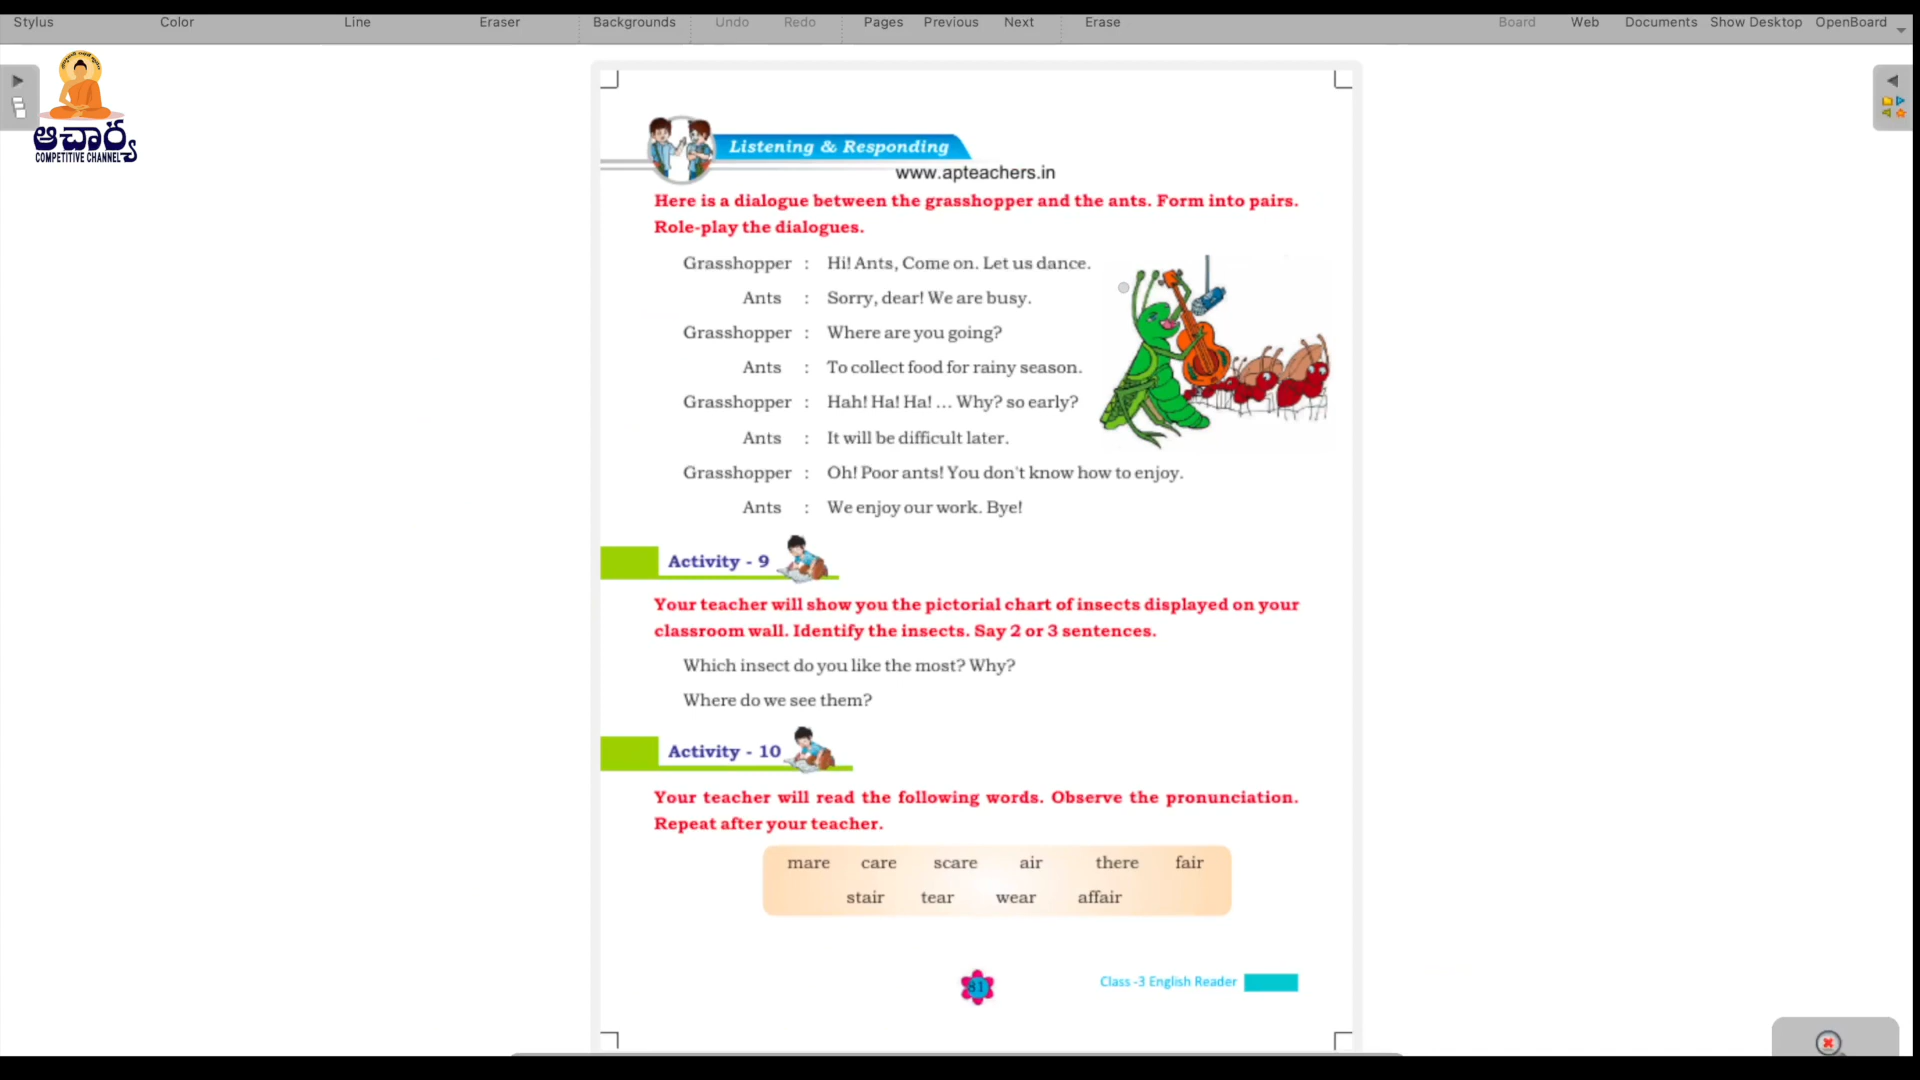 Stylus Color Line Eraser Backgrounds Undo Redo Pages Previous Next Erase Board Web Documents Show Desktop OpenBoard
ఆచార్య
COMPETITIVE CHANNEL
Listening & Responding
www.apteachers.in
Here is a dialogue between the grasshopper and the ants. Form into pairs.
Role-play the dialogues.
Grasshopper : Hi! Ants, Come on. Let us dance.
Ants : Sorry, dear! We are busy.
Grasshopper : Where are you going?
Ants : To collect food for rainy season.
Grasshopper : Hah! Ha! Ha! ... Why? so early?
Ants : It will be difficult later.
Grasshopper : Oh! Poor ants! You don't know how to enjoy.
Ants : We enjoy our work. Bye!
Activity - 9
Your teacher will show you the pictorial chart of insects displayed on your
classroom wall. Identify the insects. Say 2 or 3 sentences.
Which insect do you like the most? Why?
Where do we see them?
Activity - 10
Your teacher will read the following words. Observe the pronunciation.
Repeat after your teacher.
mare care scare air there fair
stair tear wear affair
81
Class -3 English Reader